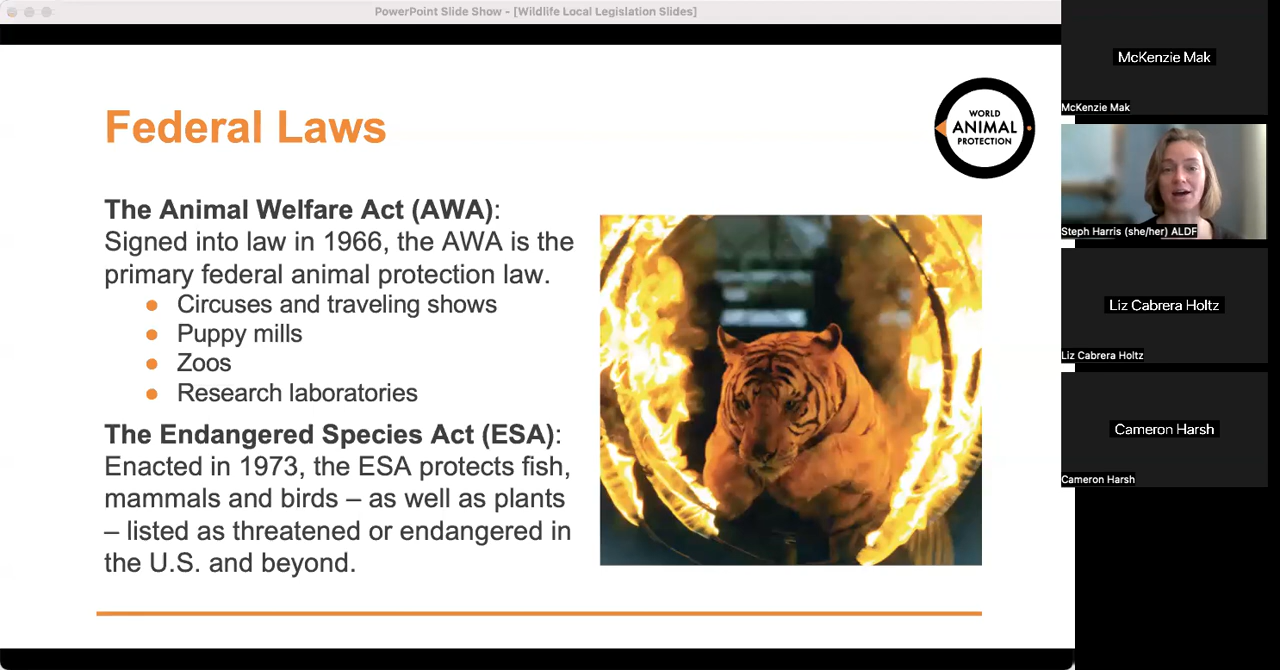 PowerPoint Slide Show - [Wildlife Local Legislation Slides]
Federal Laws
WORLD
ANIMAL
PROTECTION
The Animal Welfare Act (AWA):
Signed into law in 1966, the AWA is the
primary federal animal protection law.
● Circuses and traveling shows
● Puppy mills
● Zoos
● Research laboratories
The Endangered Species Act (ESA):
Enacted in 1973, the ESA protects fish,
mammals and birds – as well as plants
– listed as threatened or endangered in
the U.S. and beyond.
McKenzie Mak
McKenzie Mak
Steph Harris (she/her) ALDF
Liz Cabrera Holtz
Liz Cabrera Holtz
Cameron Harsh
Cameron Harsh